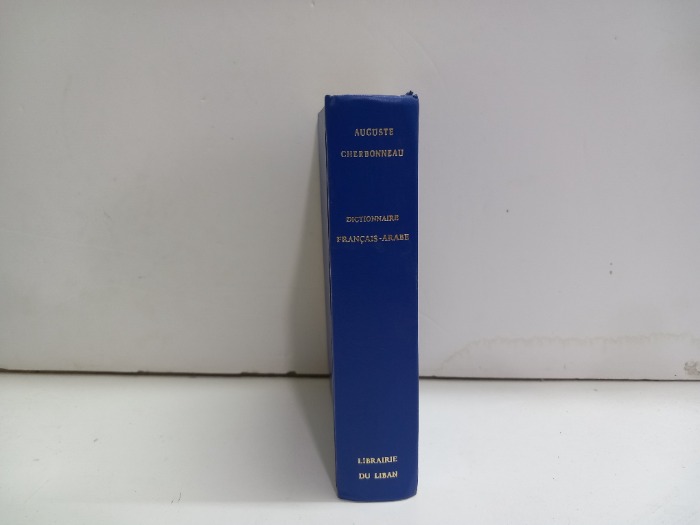 AUGUSTE
CHERBONNEAU
DICTIONNAIRE
FRANÇAIS-ARABE
LIBRAIRIE
DU LIBAN